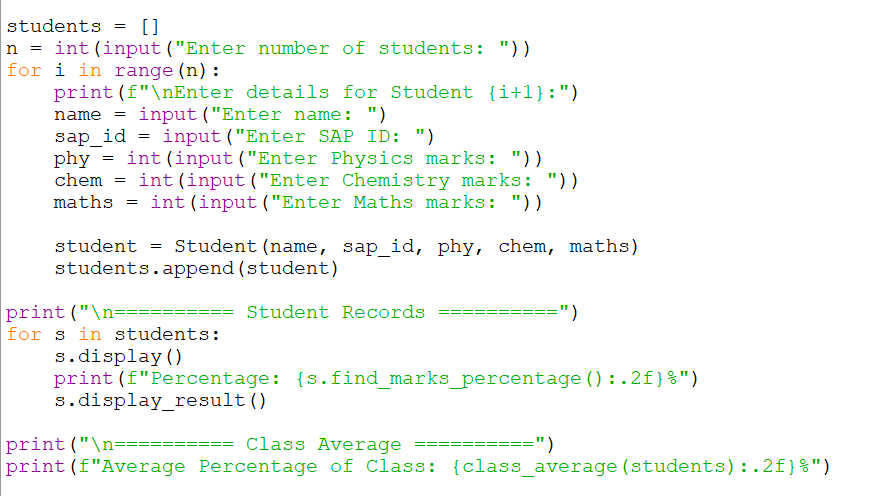 students = []
n = int(input("Enter number of students: "))
for i in range(n):
    print(f"\nEnter details for Student {i+1}:")
    name = input("Enter name: ")
    sap_id = input("Enter SAP ID: ")
    phy = int(input("Enter Physics marks: "))
    chem = int(input("Enter Chemistry marks: "))
    maths = int(input("Enter Maths marks: "))

    student = Student(name, sap_id, phy, chem, maths)
    students.append(student)

print("\n========== Student Records ==========")
for s in students:
    s.display()
    print(f"Percentage: {s.find_marks_percentage():.2f}%")
    s.display_result()

print("\n========== Class Average ==========")
print(f"Average Percentage of Class: {class_average(students):.2f}%")